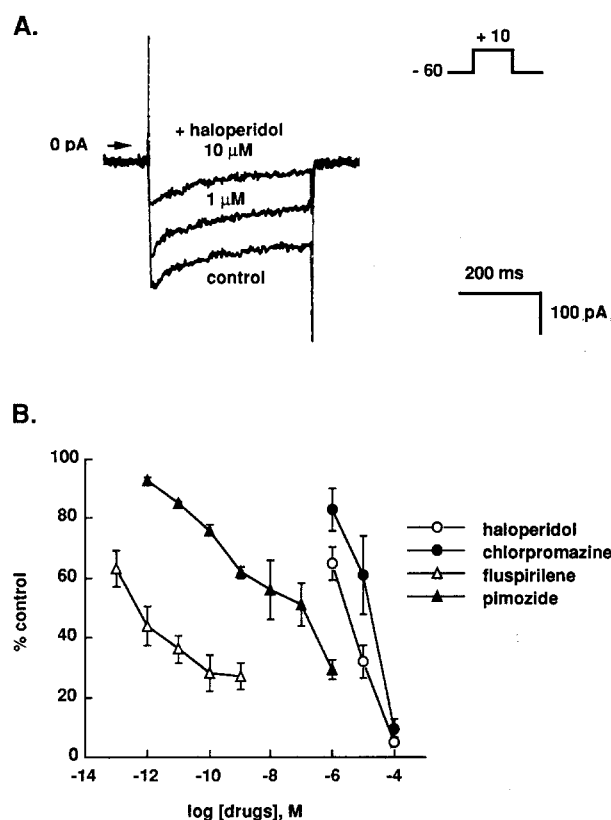 A.
+ 10
- 60
0 pA
+ haloperidol
10 μM
1 μM
control
200 ms
100 pA
B.
100
80
60
40
20
0
% control
-14
-12
-10
-8
-6
-4
log [drugs], M
haloperidol
chlorpromazine
fluspirilene
pimozide